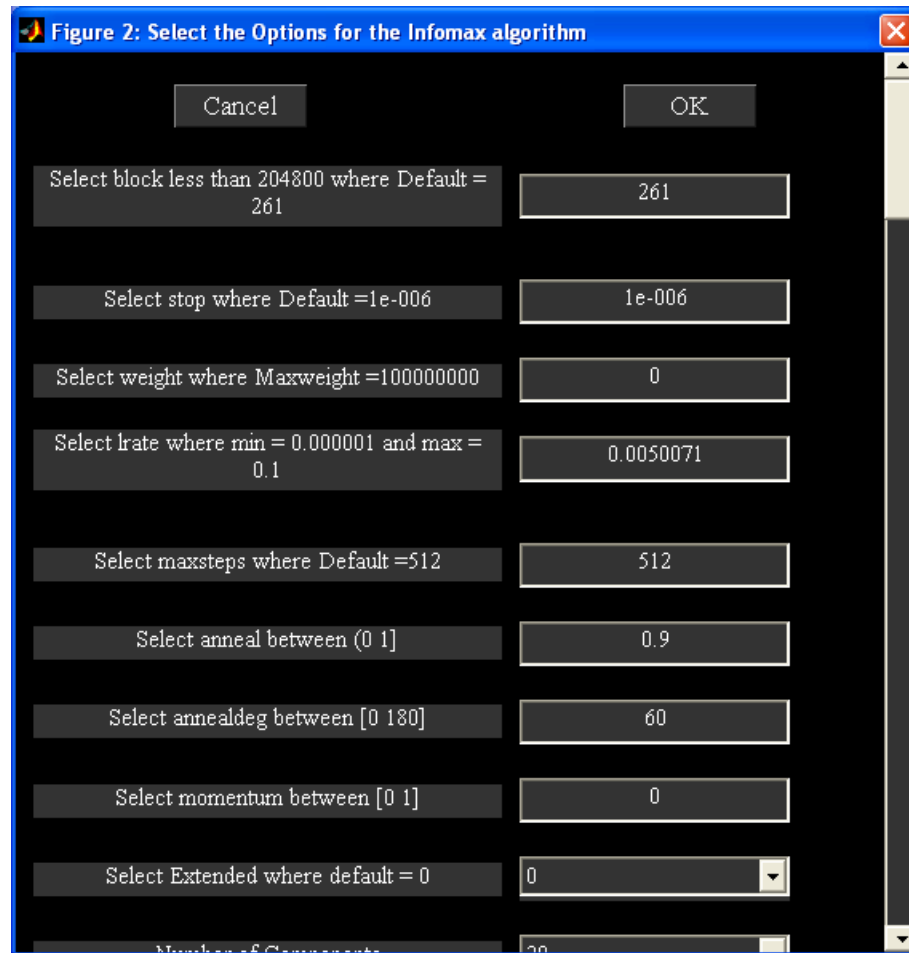 Figure 2: Select the Options for the Infomax algorithm
Cancel
OK
Select block less than 204800 where Default =
261
261
Select stop where Default =1e-006
1e-006
Select weight where Maxweight =100000000
0
Select lrate where min = 0.000001 and max =
0.1
0.0050071
Select maxsteps where Default =512
512
Select anneal between (0 1]
0.9
Select annealdeg between [0 180]
60
Select momentum between [0 1]
0
Select Extended where default = 0
0
Number of Components